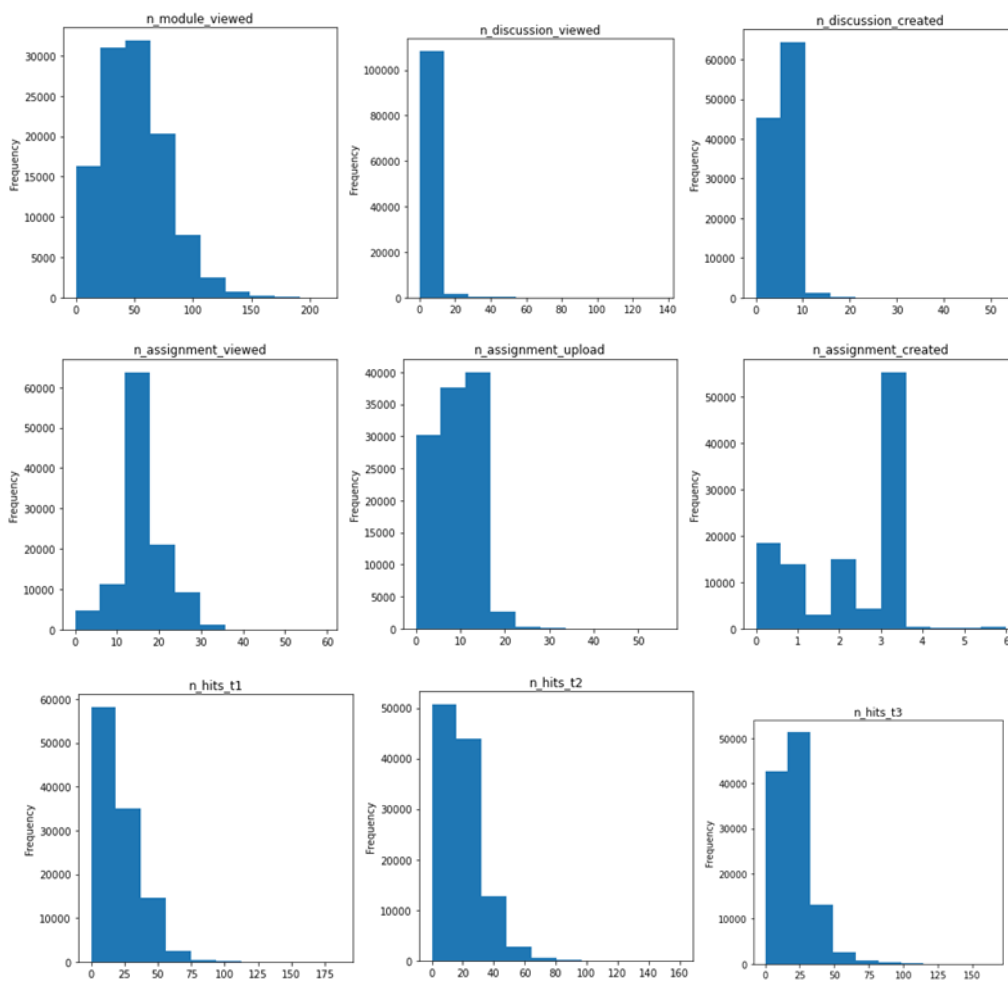 n_module_viewed
Frequency
30000
25000
20000
15000
10000
5000
0
0 50 100 150 200
n_discussion_viewed
Frequency
100000
80000
60000
40000
20000
0
0 20 40 60 80 100 120 140
n_discussion_created
Frequency
60000
50000
40000
30000
20000
10000
0
0 10 20 30 40 50
n_assignment_viewed
Frequency
60000
50000
40000
30000
20000
10000
0
0 10 20 30 40 50 60
n_assignment_upload
Frequency
40000
35000
30000
25000
20000
15000
10000
5000
0
0 10 20 30 40 50
n_assignment_created
Frequency
50000
40000
30000
20000
10000
0
0 1 2 3 4 5 6
n_hits_t1
Frequency
60000
50000
40000
30000
20000
10000
0
0 25 50 75 100 125 150 175
n_hits_t2
Frequency
50000
40000
30000
20000
10000
0
0 20 40 60 80 100 120 140 160
n_hits_t3
Frequency
50000
40000
30000
20000
10000
0
0 25 50 75 100 125 150